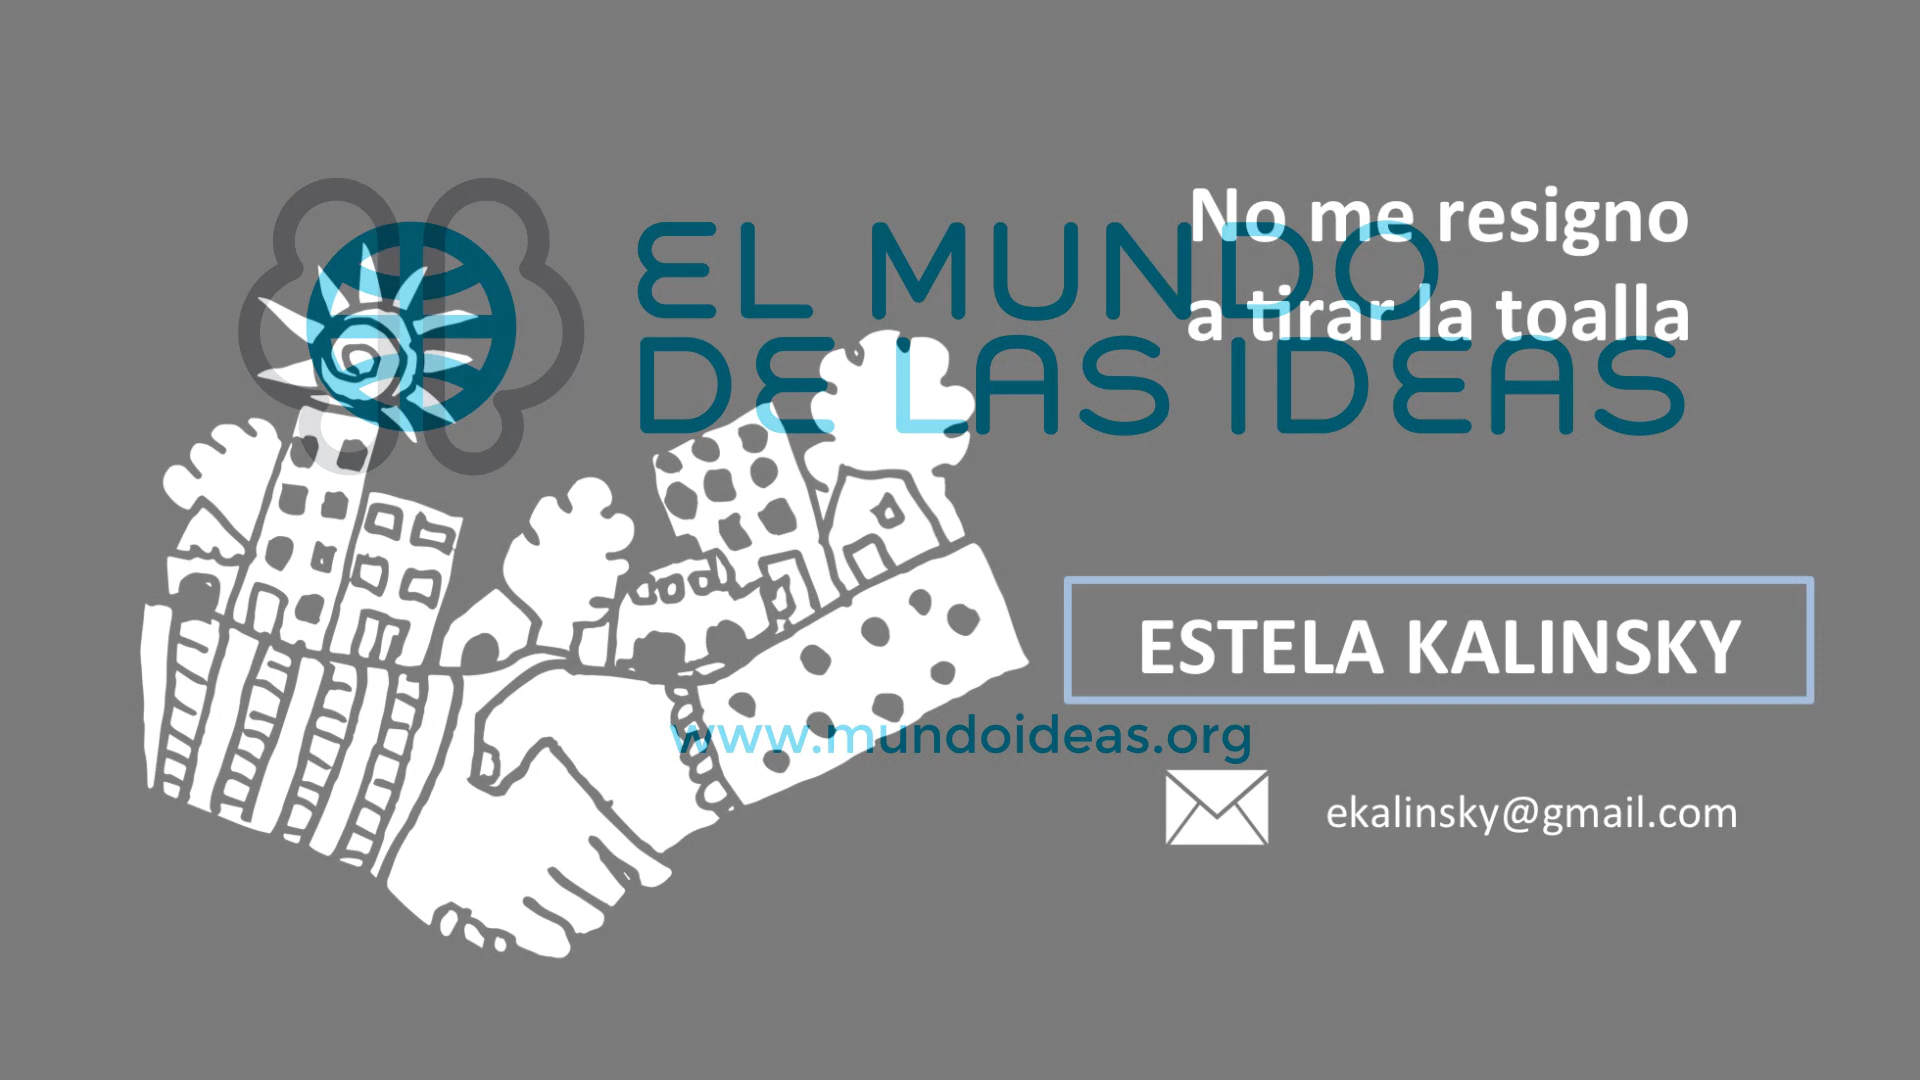 No me resigno
a tirar la toalla
EL MUNDO
DE LAS IDEAS
ESTELA KALINSKY
www.mundoideas.org
ekalinsky@gmail.com